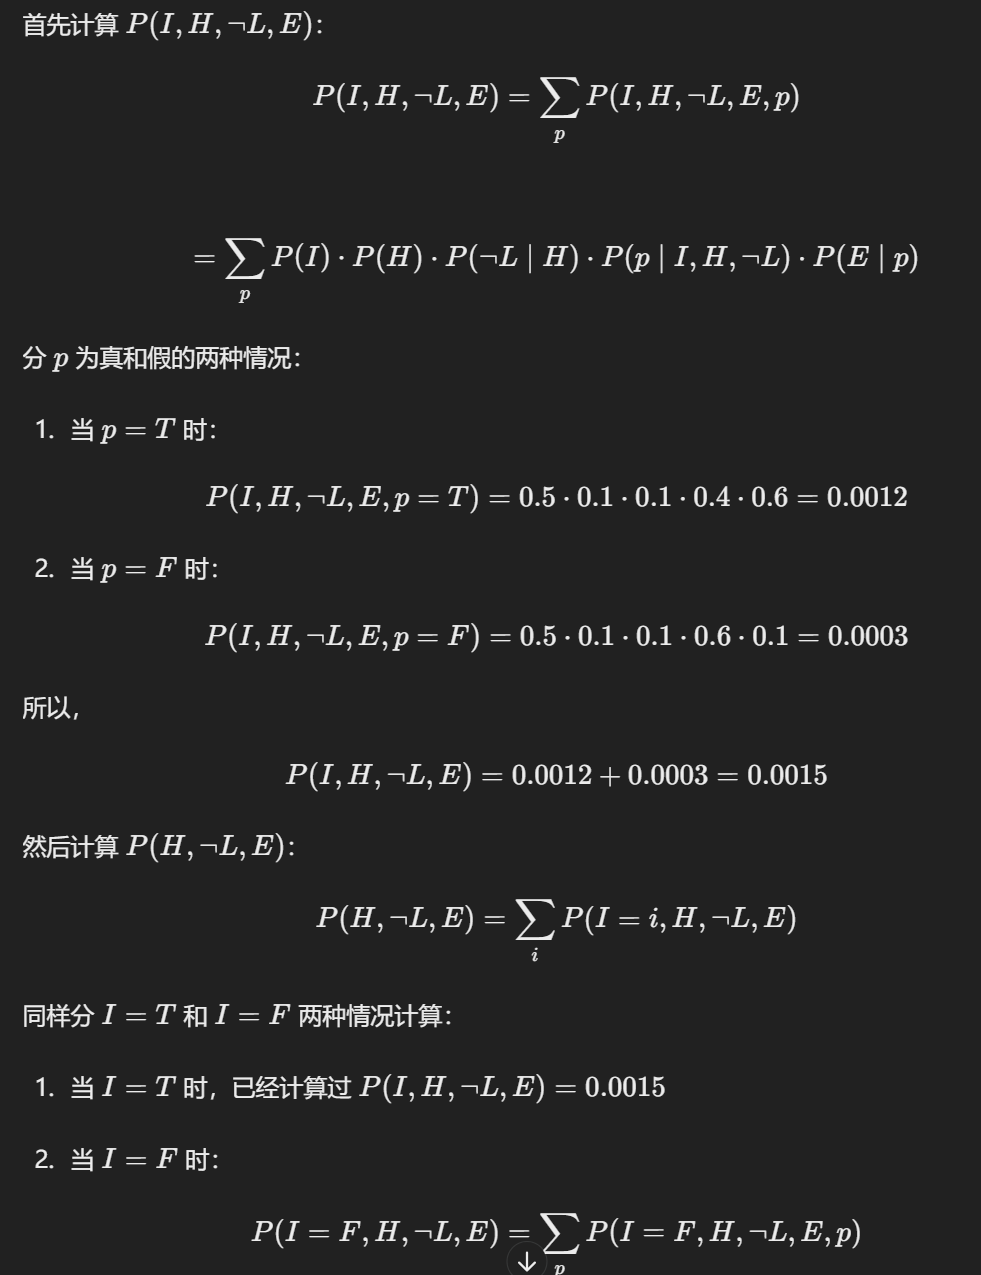 首先计算 P(I, H, ¬L, E)：
P(I, H, ¬L, E) = ∑ₚ P(I, H, ¬L, E, p)
= ∑ₚ P(I) · P(H) · P(¬L | H) · P(p | I, H, ¬L) · P(E | p)
分 p 为真和假的两种情况：
1. 当 p = T 时：
P(I, H, ¬L, E, p = T) = 0.5 · 0.1 · 0.1 · 0.4 · 0.6 = 0.0012
2. 当 p = F 时：
P(I, H, ¬L, E, p = F) = 0.5 · 0.1 · 0.1 · 0.6 · 0.1 = 0.0003
所以，
P(I, H, ¬L, E) = 0.0012 + 0.0003 = 0.0015
然后计算 P(H, ¬L, E)：
P(H, ¬L, E) = ∑ᵢ P(I = i, H, ¬L, E)
同样分 I = T 和 I = F 两种情况计算：
1. 当 I = T 时，已经计算过 P(I, H, ¬L, E) = 0.0015
2. 当 I = F 时：
P(I = F, H, ¬L, E) = ∑ₚ P(I = F, H, ¬L, E, p)